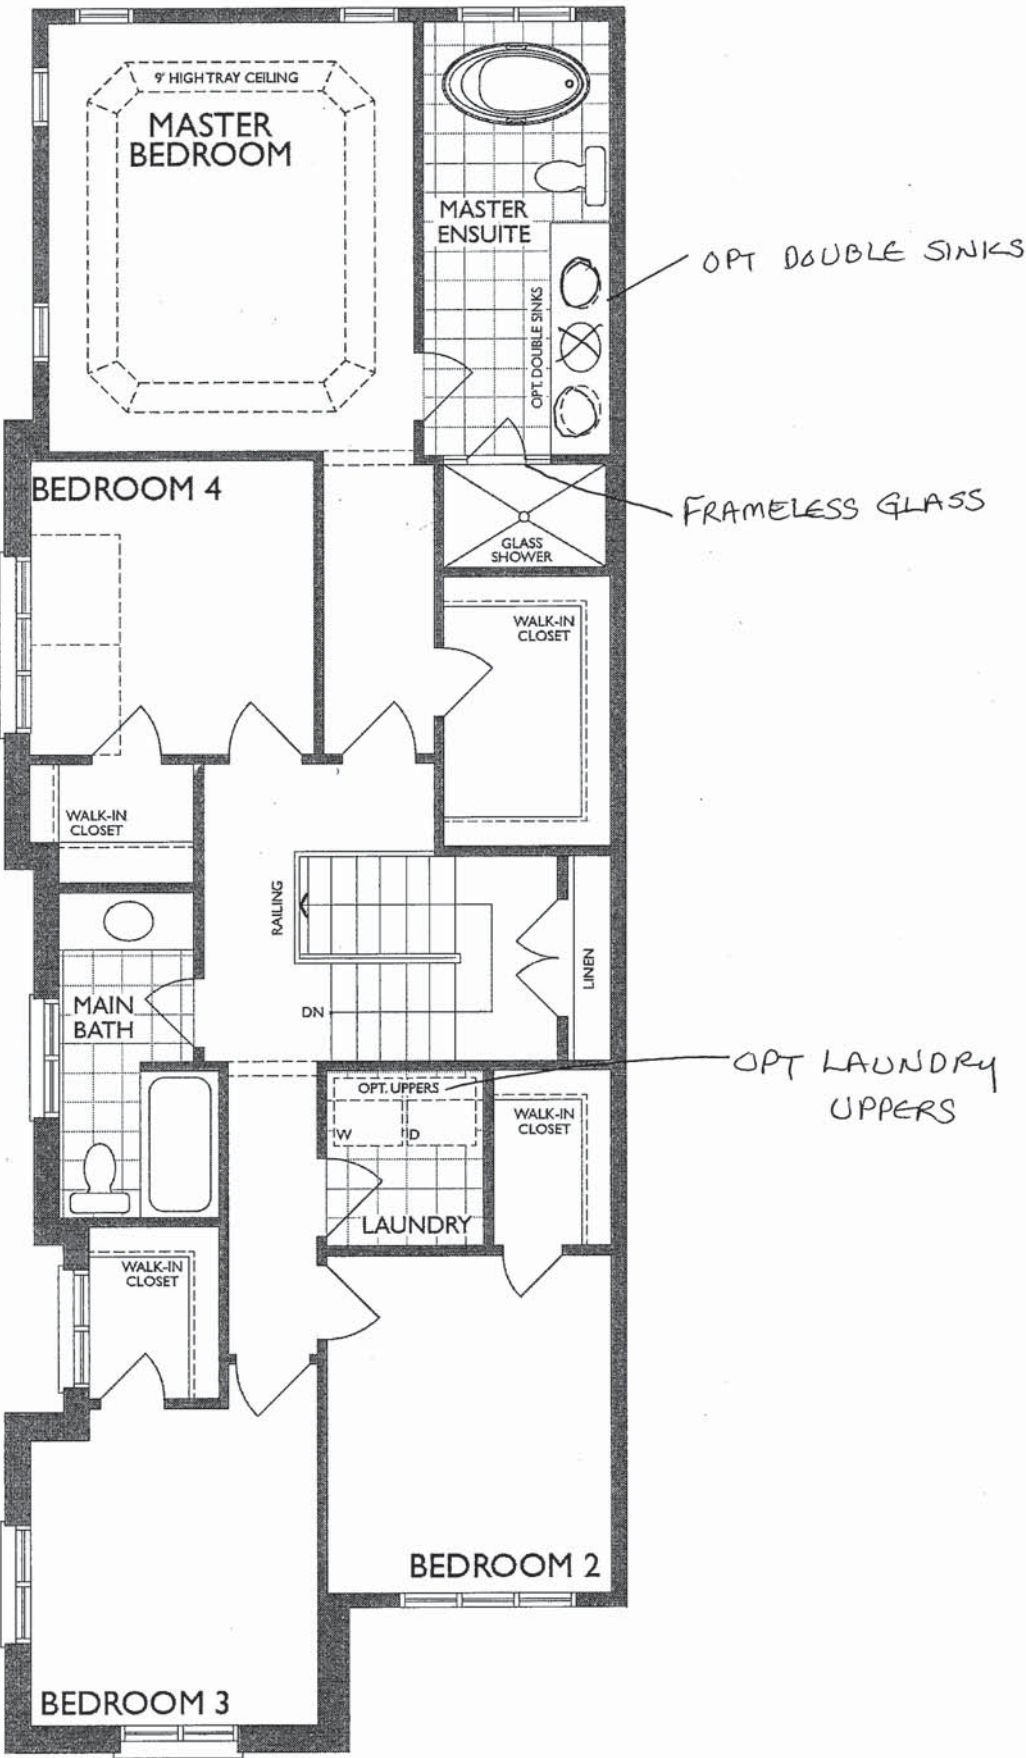 9' HIGH TRAY CEILING
MASTER
BEDROOM
MASTER
ENSUITE
OPT. DOUBLE SINKS
OPT DOUBLE SINKS
BEDROOM 4
FRAMELESS GLASS
GLASS
SHOWER
WALK-IN
CLOSET
WALK-IN
CLOSET
RAILING
LINEN
MAIN
BATH
DN
OPT. UPPERS
OPT LAUNDRY
UPPERS
W
D
WALK-IN
CLOSET
LAUNDRY
WALK-IN
CLOSET
BEDROOM 2
BEDROOM 3